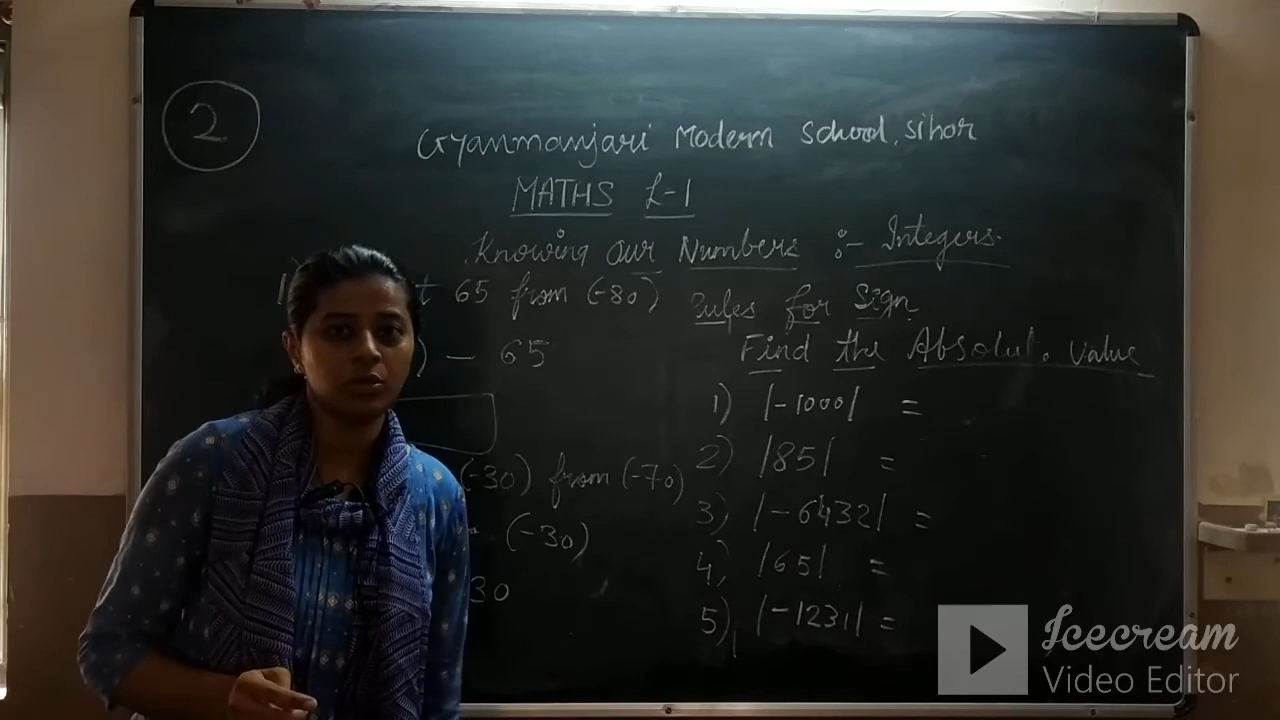 2
Gyanmanjari Modern School, Sihor
MATHS L-1
Knowing our Numbers :- Integers.
65 from (-80)
Rules for Sign
) - 65
Find the Absolut. value
1) |-1000| =
2) |85| =
(-30) from (-70)
3) |-6432| =
(-30)
4) |65| =
30
5) |-1231| =
Icecream
Video Editor